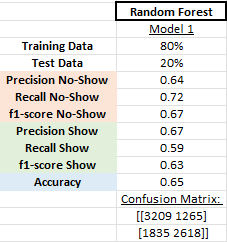 Random Forest
Model 1
Training Data 80%
Test Data 20%
Precision No-Show 0.64
Recall No-Show 0.72
f1-score No-Show 0.67
Precision Show 0.67
Recall Show 0.59
f1-score Show 0.63
Accuracy 0.65
Confusion Matrix:
[[3209 1265]
[1835 2618]]